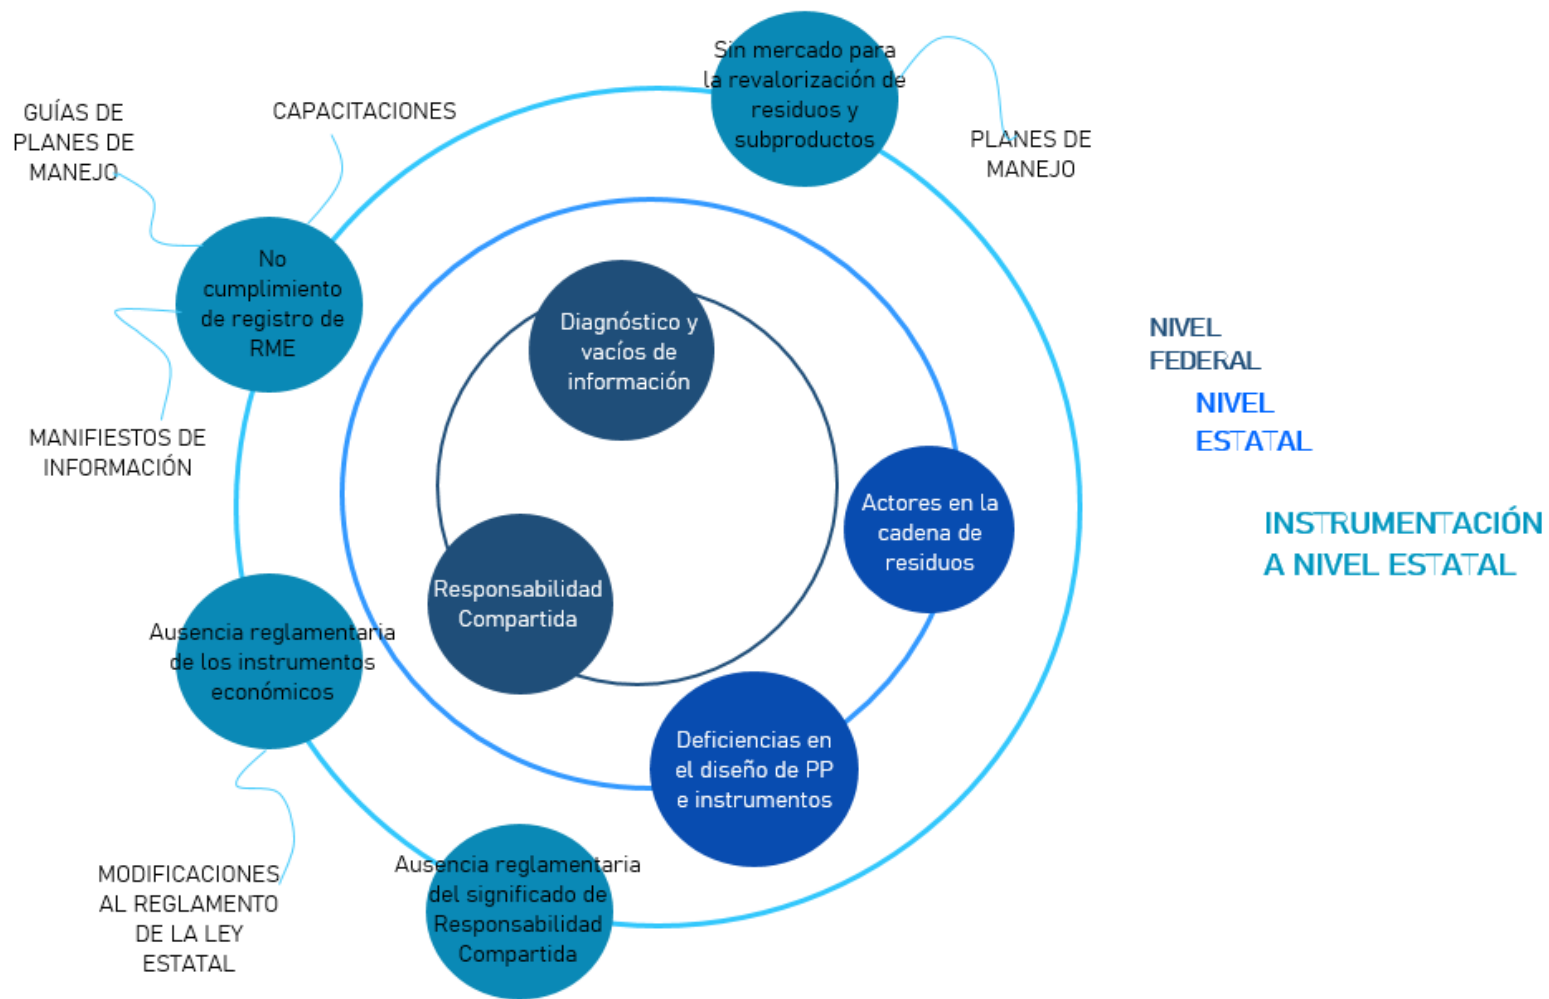 Sin mercado para
la revalorización de
residuos y
subproductos
PLANES DE
MANEJO
GUÍAS DE
PLANES DE
MANEJO
CAPACITACIONES
No
cumplimiento
de registro de
RME
MANIFIESTOS DE
INFORMACIÓN
Diagnóstico y
vacíos de
información
Responsabilidad
Compartida
Actores en la
cadena de
residuos
Deficiencias en
el diseño de PP
e instrumentos
Ausencia reglamentaria
de los instrumentos
económicos
MODIFICACIONES
AL REGLAMENTO
DE LA LEY
ESTATAL
Ausencia reglamentaria
del significado de
Responsabilidad
Compartida
NIVEL
FEDERAL
NIVEL
ESTATAL
INSTRUMENTACIÓN
A NIVEL ESTATAL